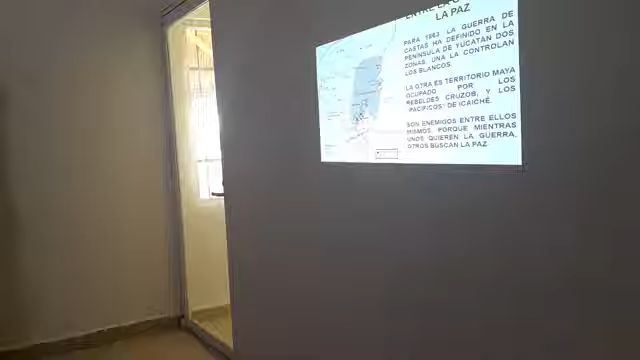 LA PAZ
PARA 1863 LA GUERRA DE
CASTAS HA DEFINIDO EN LA
PENINSULA DE YUCATÁN DOS
ZONAS, UNA LA CONTROLAN
LOS BLANCOS.
LA OTRA ES TERRITORIO MAYA
OCUPADO POR LOS
REBELDES CRUZOB, y LOS
"PACIFICOS" DE ICAICHÉ.
SON ENEMIGOS ENTRE ELLOS
MISMOS, PORQUE MIENTRAS
UNOS QUIEREN LA GUERRA,
OTROS BUSCAN LA PAZ.